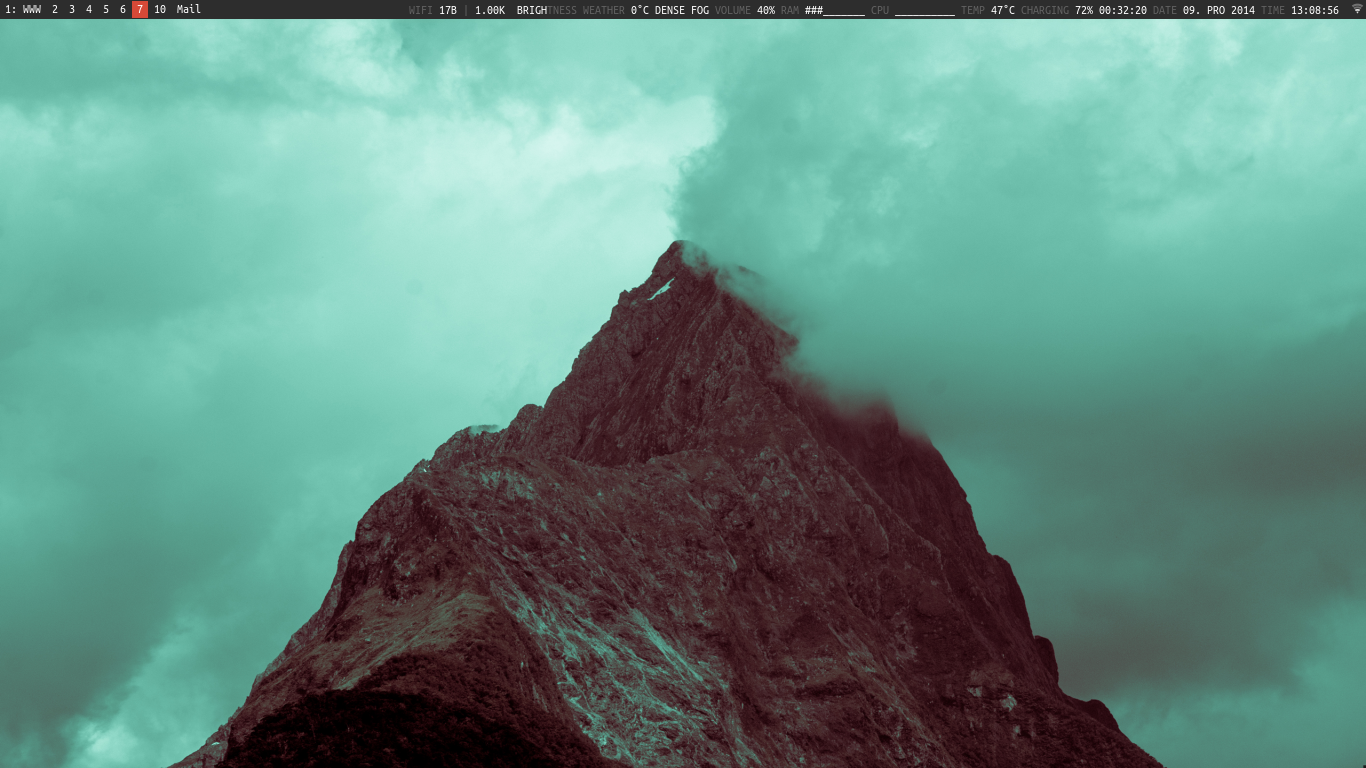 1: WWW 2 3 4 5 6 7 10 Mail WIFI 17B | 1.00K BRIGHTNESS WEATHER 0°C DENSE FOG VOLUME 40% RAM ###_______ CPU __________ TEMP 47°C CHARGING 72% 00:32:20 DATE 09. PRO 2014 TIME 13:08:56